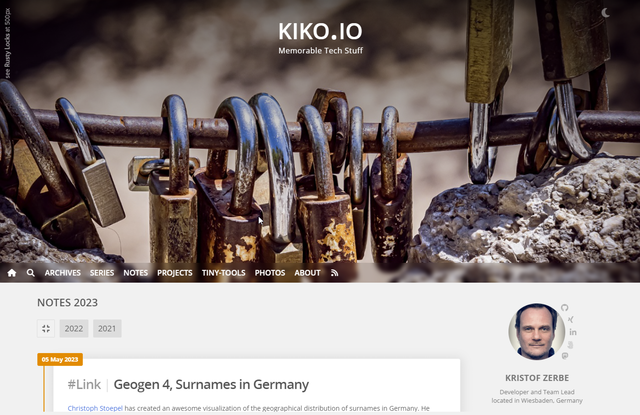 see Rusty Locks at 500px
KIKO.IO
Memorable Tech Stuff
ARCHIVES SERIES NOTES PROJECTS TINY-TOOLS PHOTOS ABOUT
NOTES 2023
2022 2021
05 May 2023
#Link | Geogen 4, Surnames in Germany
Christoph Stoepel has created an awesome visualization of the geographical distribution of surnames in Germany. He
KRISTOF ZERBE
Developer and Team Lead
located in Wiesbaden, Germany